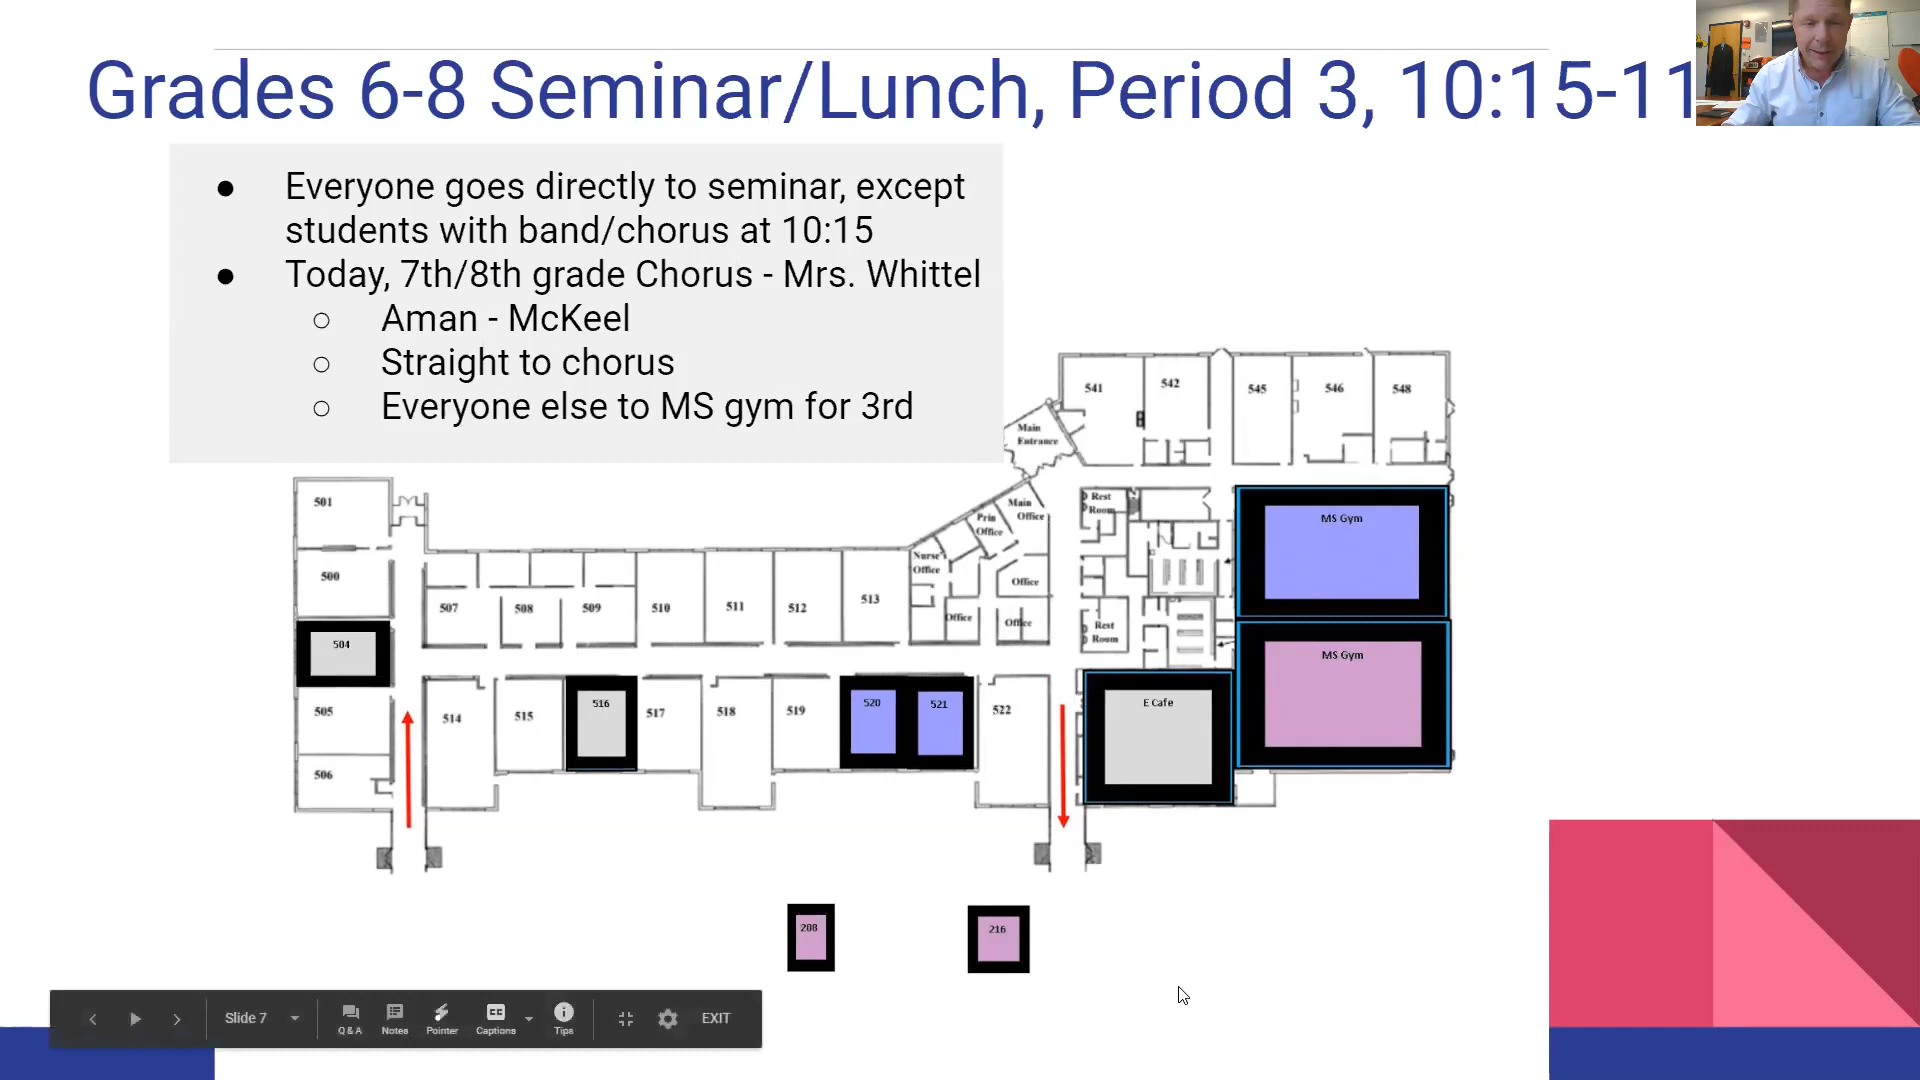 Grades 6-8 Seminar/Lunch, Period 3, 10:15-11
● Everyone goes directly to seminar, except
students with band/chorus at 10:15
● Today, 7th/8th grade Chorus - Mrs. Whittel
○ Aman - McKeel
○ Straight to chorus
○ Everyone else to MS gym for 3rd
541
542
545
546
548
Main
Entrance
501
500
504
505
506
507
508
509
510
511
512
513
Nurse's
Office
Prin
Office
Main
Office
Office
Office
Office
Rest
Room
Rest
Room
MS Gym
MS Gym
E Cafe
514
515
516
517
518
519
520
521
522
208
216
Slide 7
Q & A
Notes
Pointer
CC
Captions
Tips
EXIT